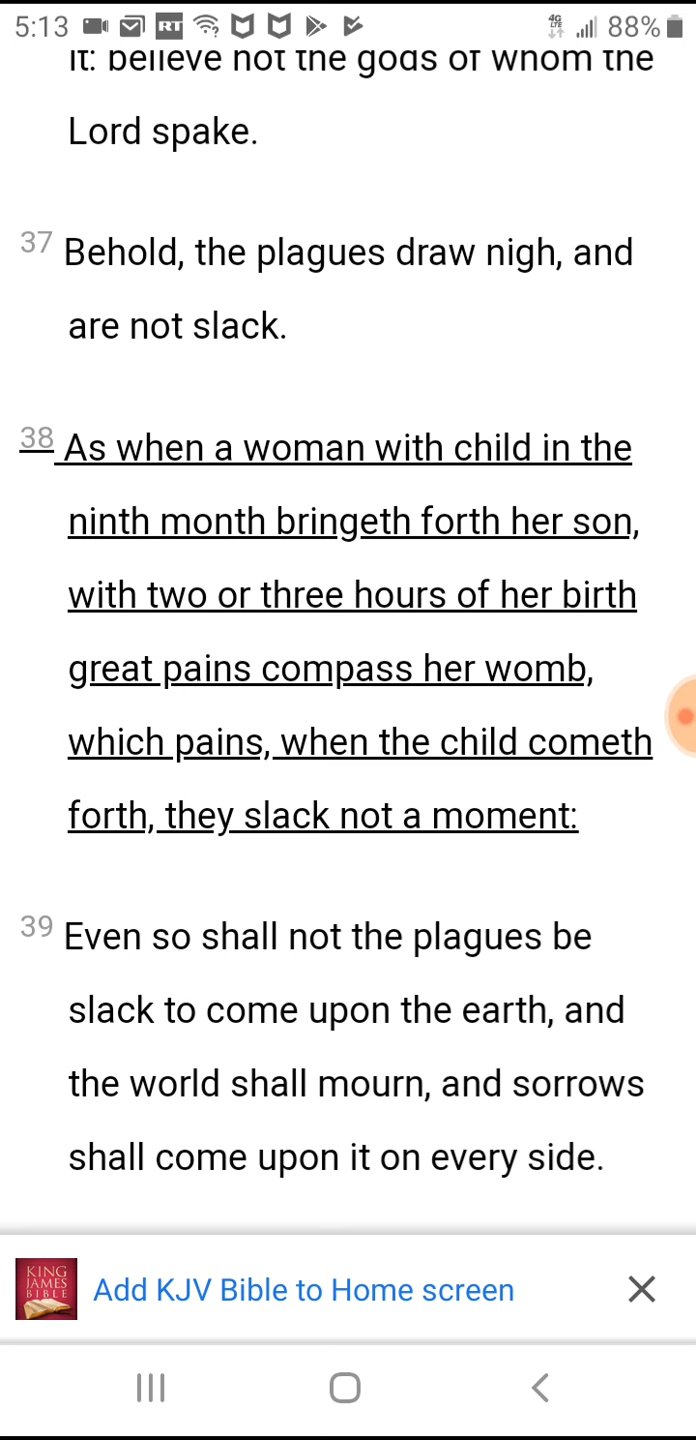 5:13 RT 4G LTE 88%
it: believe not the gods of whom the
Lord spake.
37 Behold, the plagues draw nigh, and
are not slack.
38 As when a woman with child in the
ninth month bringeth forth her son,
with two or three hours of her birth
great pains compass her womb,
which pains, when the child cometh
forth, they slack not a moment:
39 Even so shall not the plagues be
slack to come upon the earth, and
the world shall mourn, and sorrows
shall come upon it on every side.
KING
JAMES
BIBLE
Add KJV Bible to Home screen